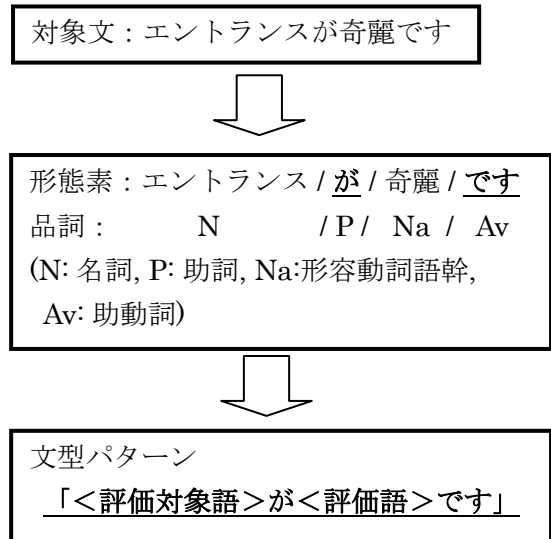 対象文：エントランスが奇麗です
形態素：エントランス / が / 奇麗 / です
品詞：　N　/ P /　Na　/　Av
(N: 名詞, P: 助詞, Na:形容動詞語幹,
Av: 助動詞)
文型パターン
「＜評価対象語＞が＜評価語＞です」